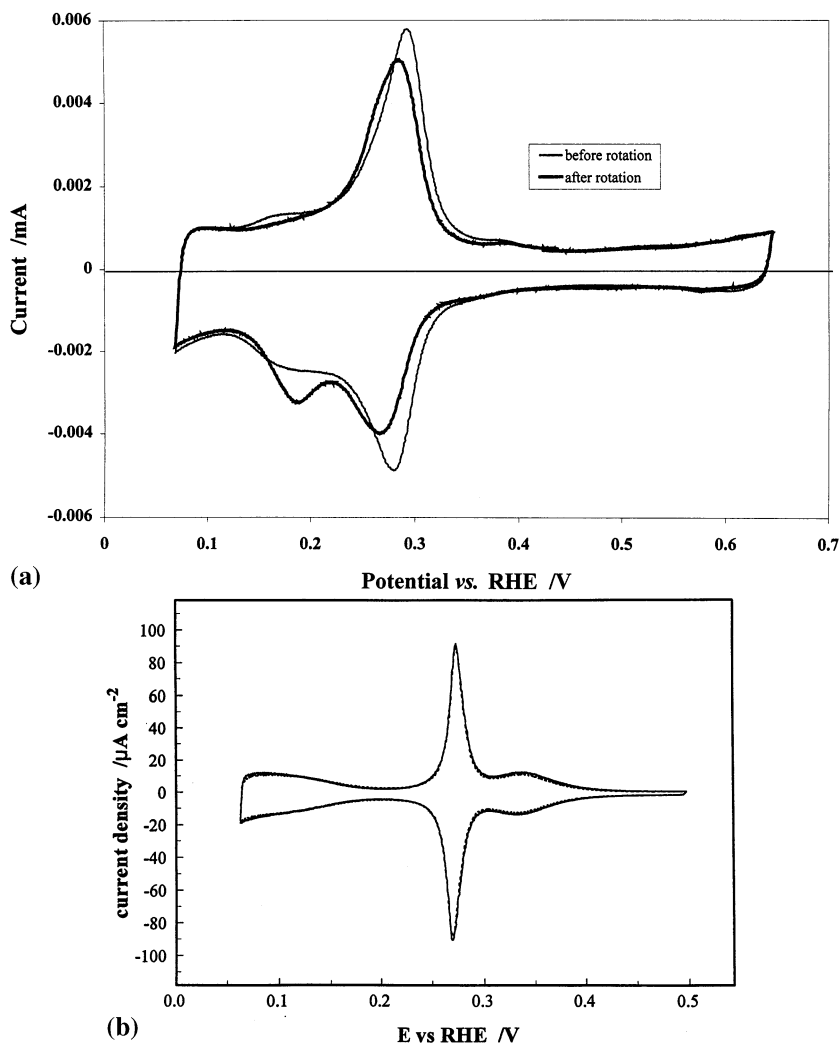 0.006
0.004
0.002
0
-0.002
-0.004
-0.006
Current /mA
before rotation
after rotation
0 0.1 0.2 0.3 0.4 0.5 0.6 0.7
(a)
Potential vs. RHE /V
100
80
60
40
20
0
-20
-40
-60
-80
-100
current density /µA cm-2
0.0 0.1 0.2 0.3 0.4 0.5
(b)
E vs RHE /V